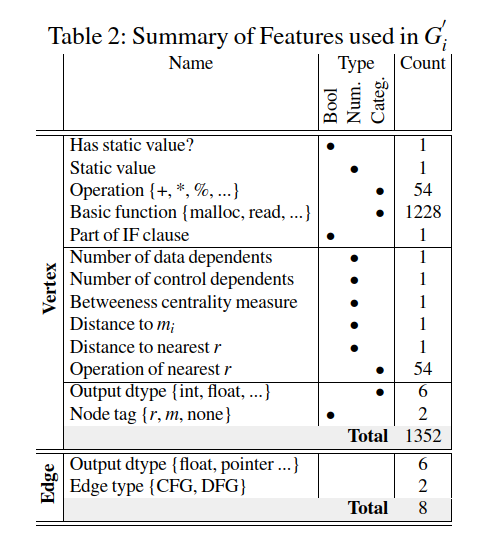 Table 2: Summary of Features used in G′i
Name Type Count
Bool Num. Categ.
Vertex
Has static value? • 1
Static value • 1
Operation {+, *, %, ...} • 54
Basic function {malloc, read, ...} • 1228
Part of IF clause • 1
Number of data dependents • 1
Number of control dependents • 1
Betweeness centrality measure • 1
Distance to mi • 1
Distance to nearest r • 1
Operation of nearest r • 54
Output dtype {int, float, ...} • 6
Node tag {r, m, none} • 2
Total 1352
Edge
Output dtype {float, pointer ...} 6
Edge type {CFG, DFG} 2
Total 8